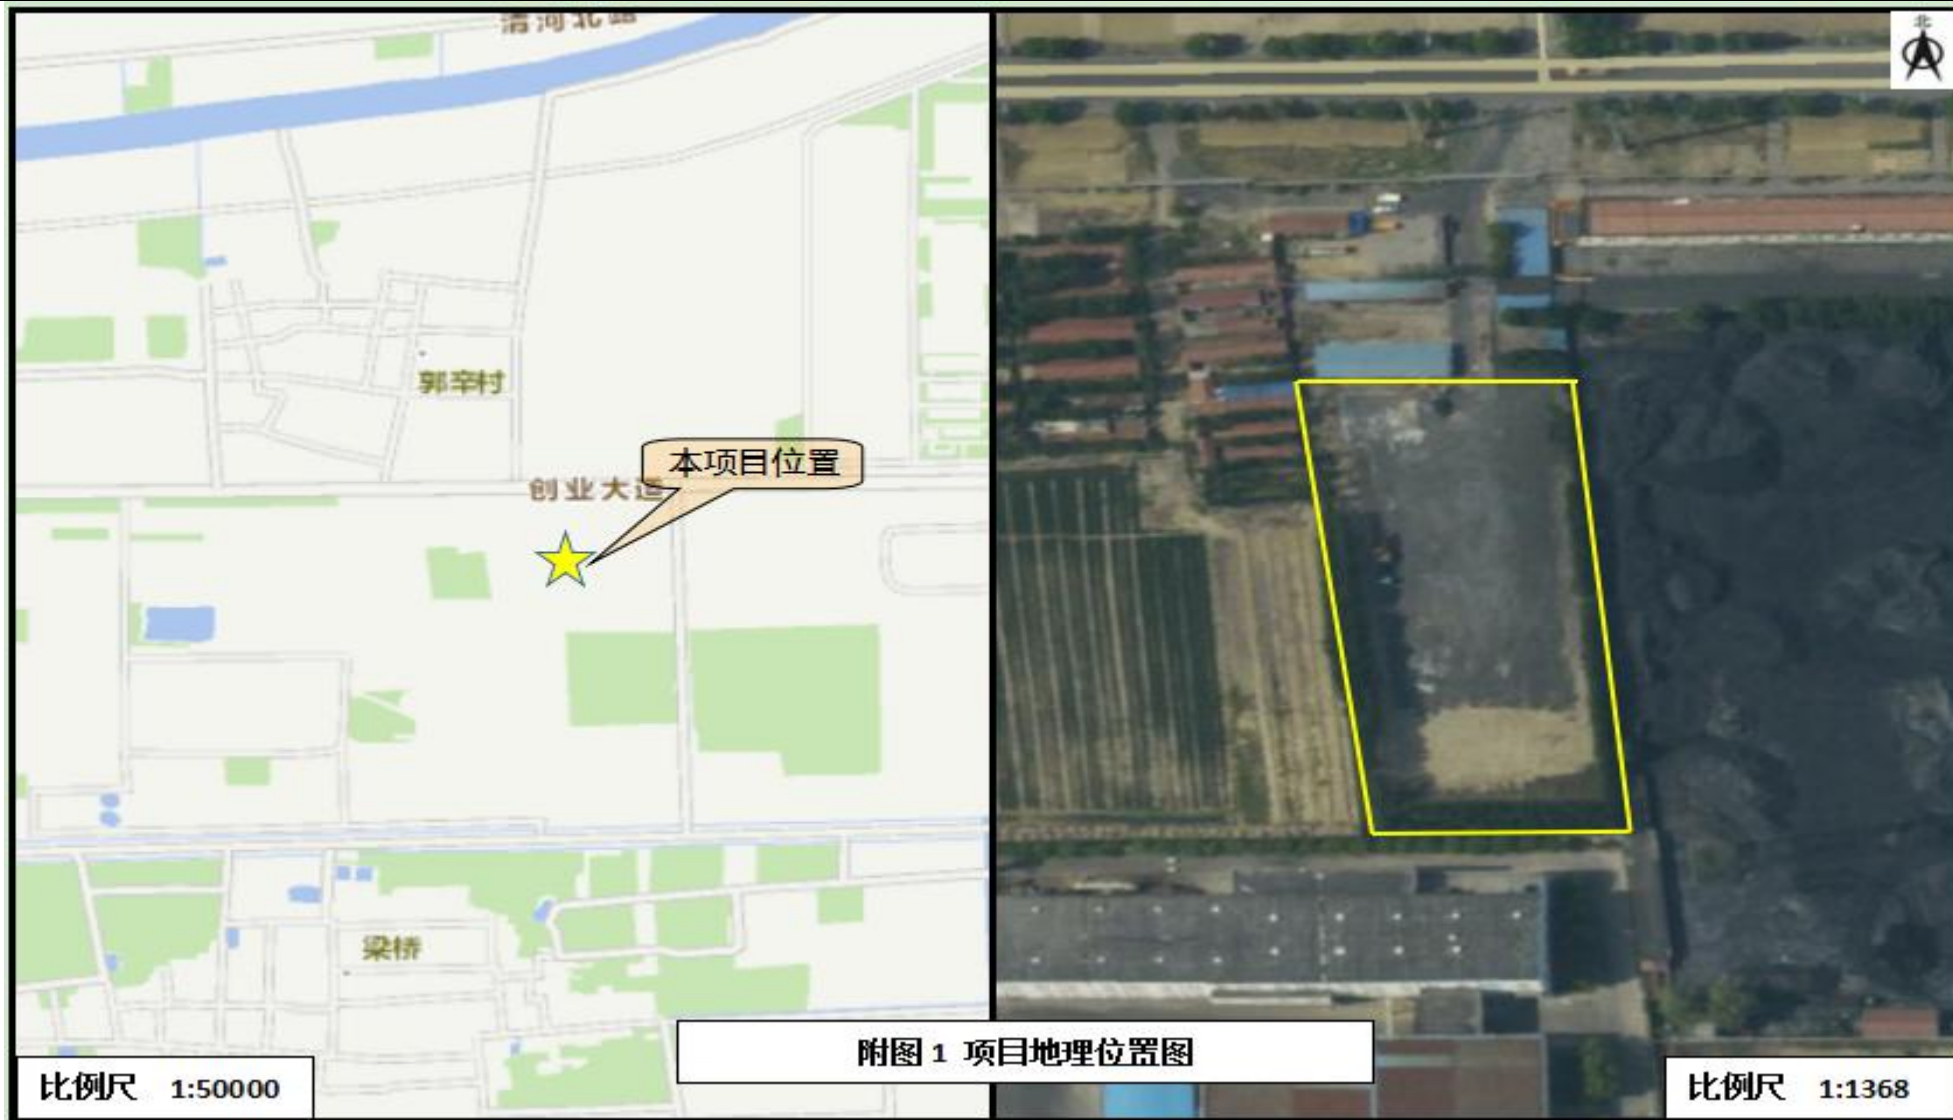 清河北路
北
郭辛村
本项目位置
创业大道
梁桥
附图 1 项目地理位置图
比例尺 1:50000
比例尺 1:1368